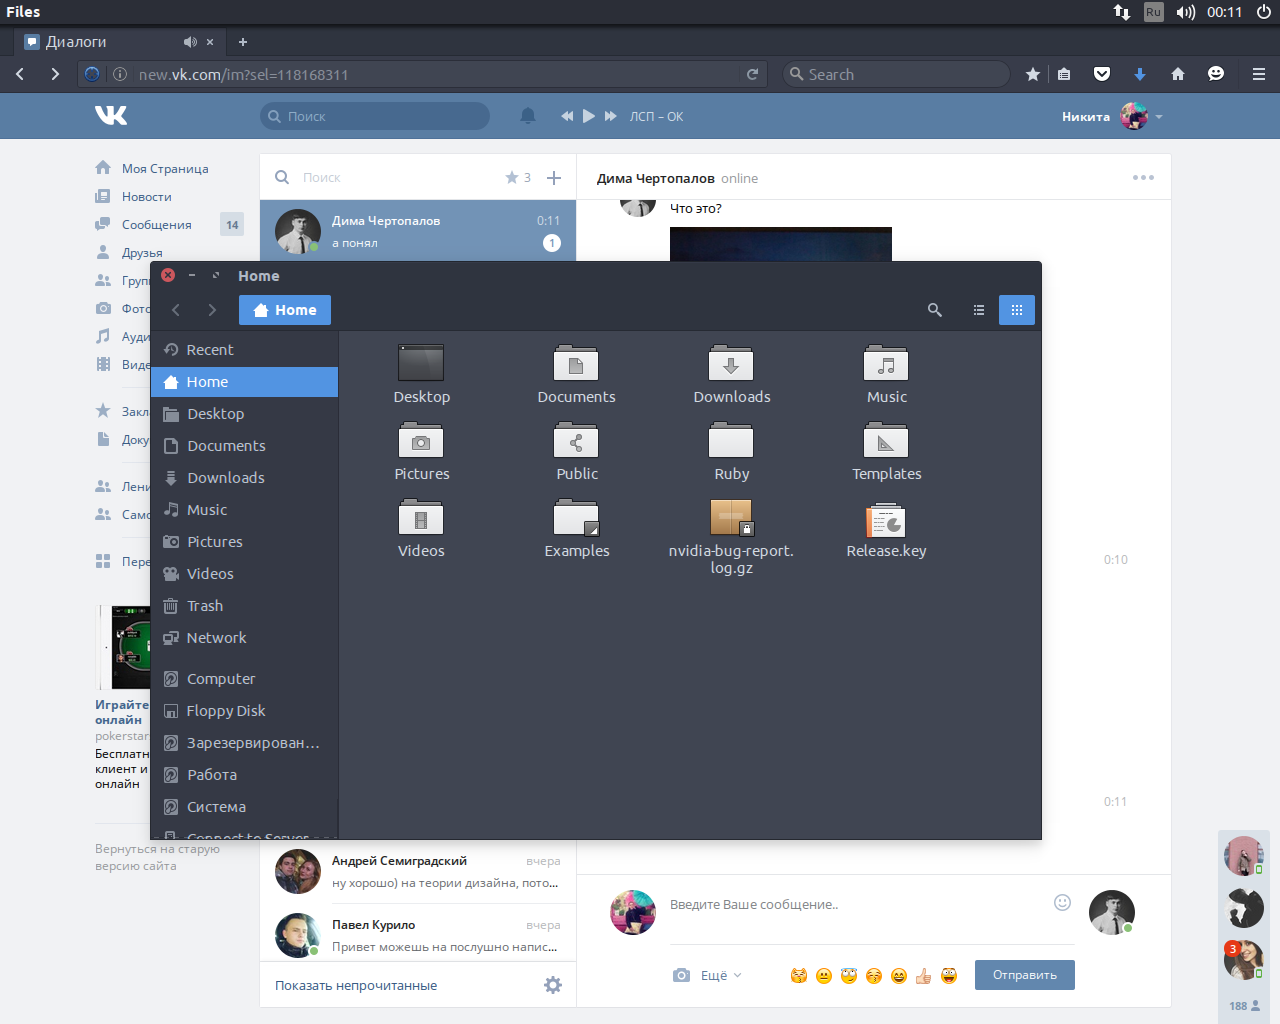 Files
Ru
00:11
Диалоги
new.vk.com/im?sel=118168311
Search
Поиск
ЛСП – ОК
Никита
Моя Страница
Новости
Сообщения
14
Друзья
Груп
Фото
Ауди
Виде
Закла
Доку
Лени
Само
Пере
Играйте
онлайн
pokerstar
Бесплатн
клиент и
онлайн
Вернуться на старую
версию сайта
Поиск
3
Дима Чертопалов
0:11
а понял
1
Дима Чертопалов online
Что это?
0:10
0:11
Home
Home
Recent
Home
Desktop
Documents
Downloads
Music
Pictures
Videos
Trash
Network
Computer
Floppy Disk
Зарезервирован...
Работа
Система
Connect to Server
Desktop
Documents
Downloads
Music
Pictures
Public
Ruby
Templates
Videos
Examples
nvidia-bug-report.
log.gz
Release.key
Андрей Семиградский
вчера
ну хорошо) на теории дизайна, пото...
Павел Курило
вчера
Привет можешь на послушно напис...
Показать непрочитанные
Введите Ваше сообщение..
Ещё
Отправить
3
188